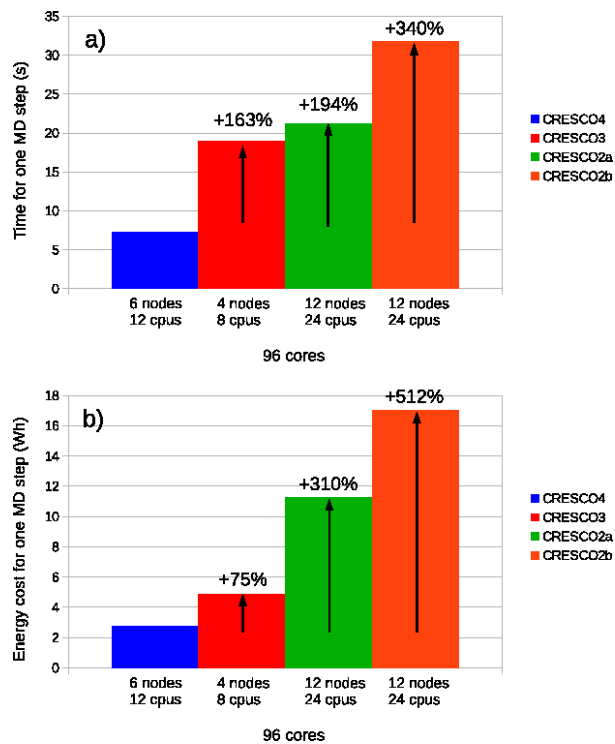 a)
Time for one MD step (s)
35
30
25
20
15
10
5
0
+163%
+194%
+340%
6 nodes
12 cpus
4 nodes
8 cpus
12 nodes
24 cpus
12 nodes
24 cpus
96 cores
CRESCO4
CRESCO3
CRESCO2a
CRESCO2b
b)
Energy cost for one MD step (Wh)
18
16
14
12
10
8
6
4
2
0
+75%
+310%
+512%
6 nodes
12 cpus
4 nodes
8 cpus
12 nodes
24 cpus
12 nodes
24 cpus
96 cores
CRESCO4
CRESCO3
CRESCO2a
CRESCO2b